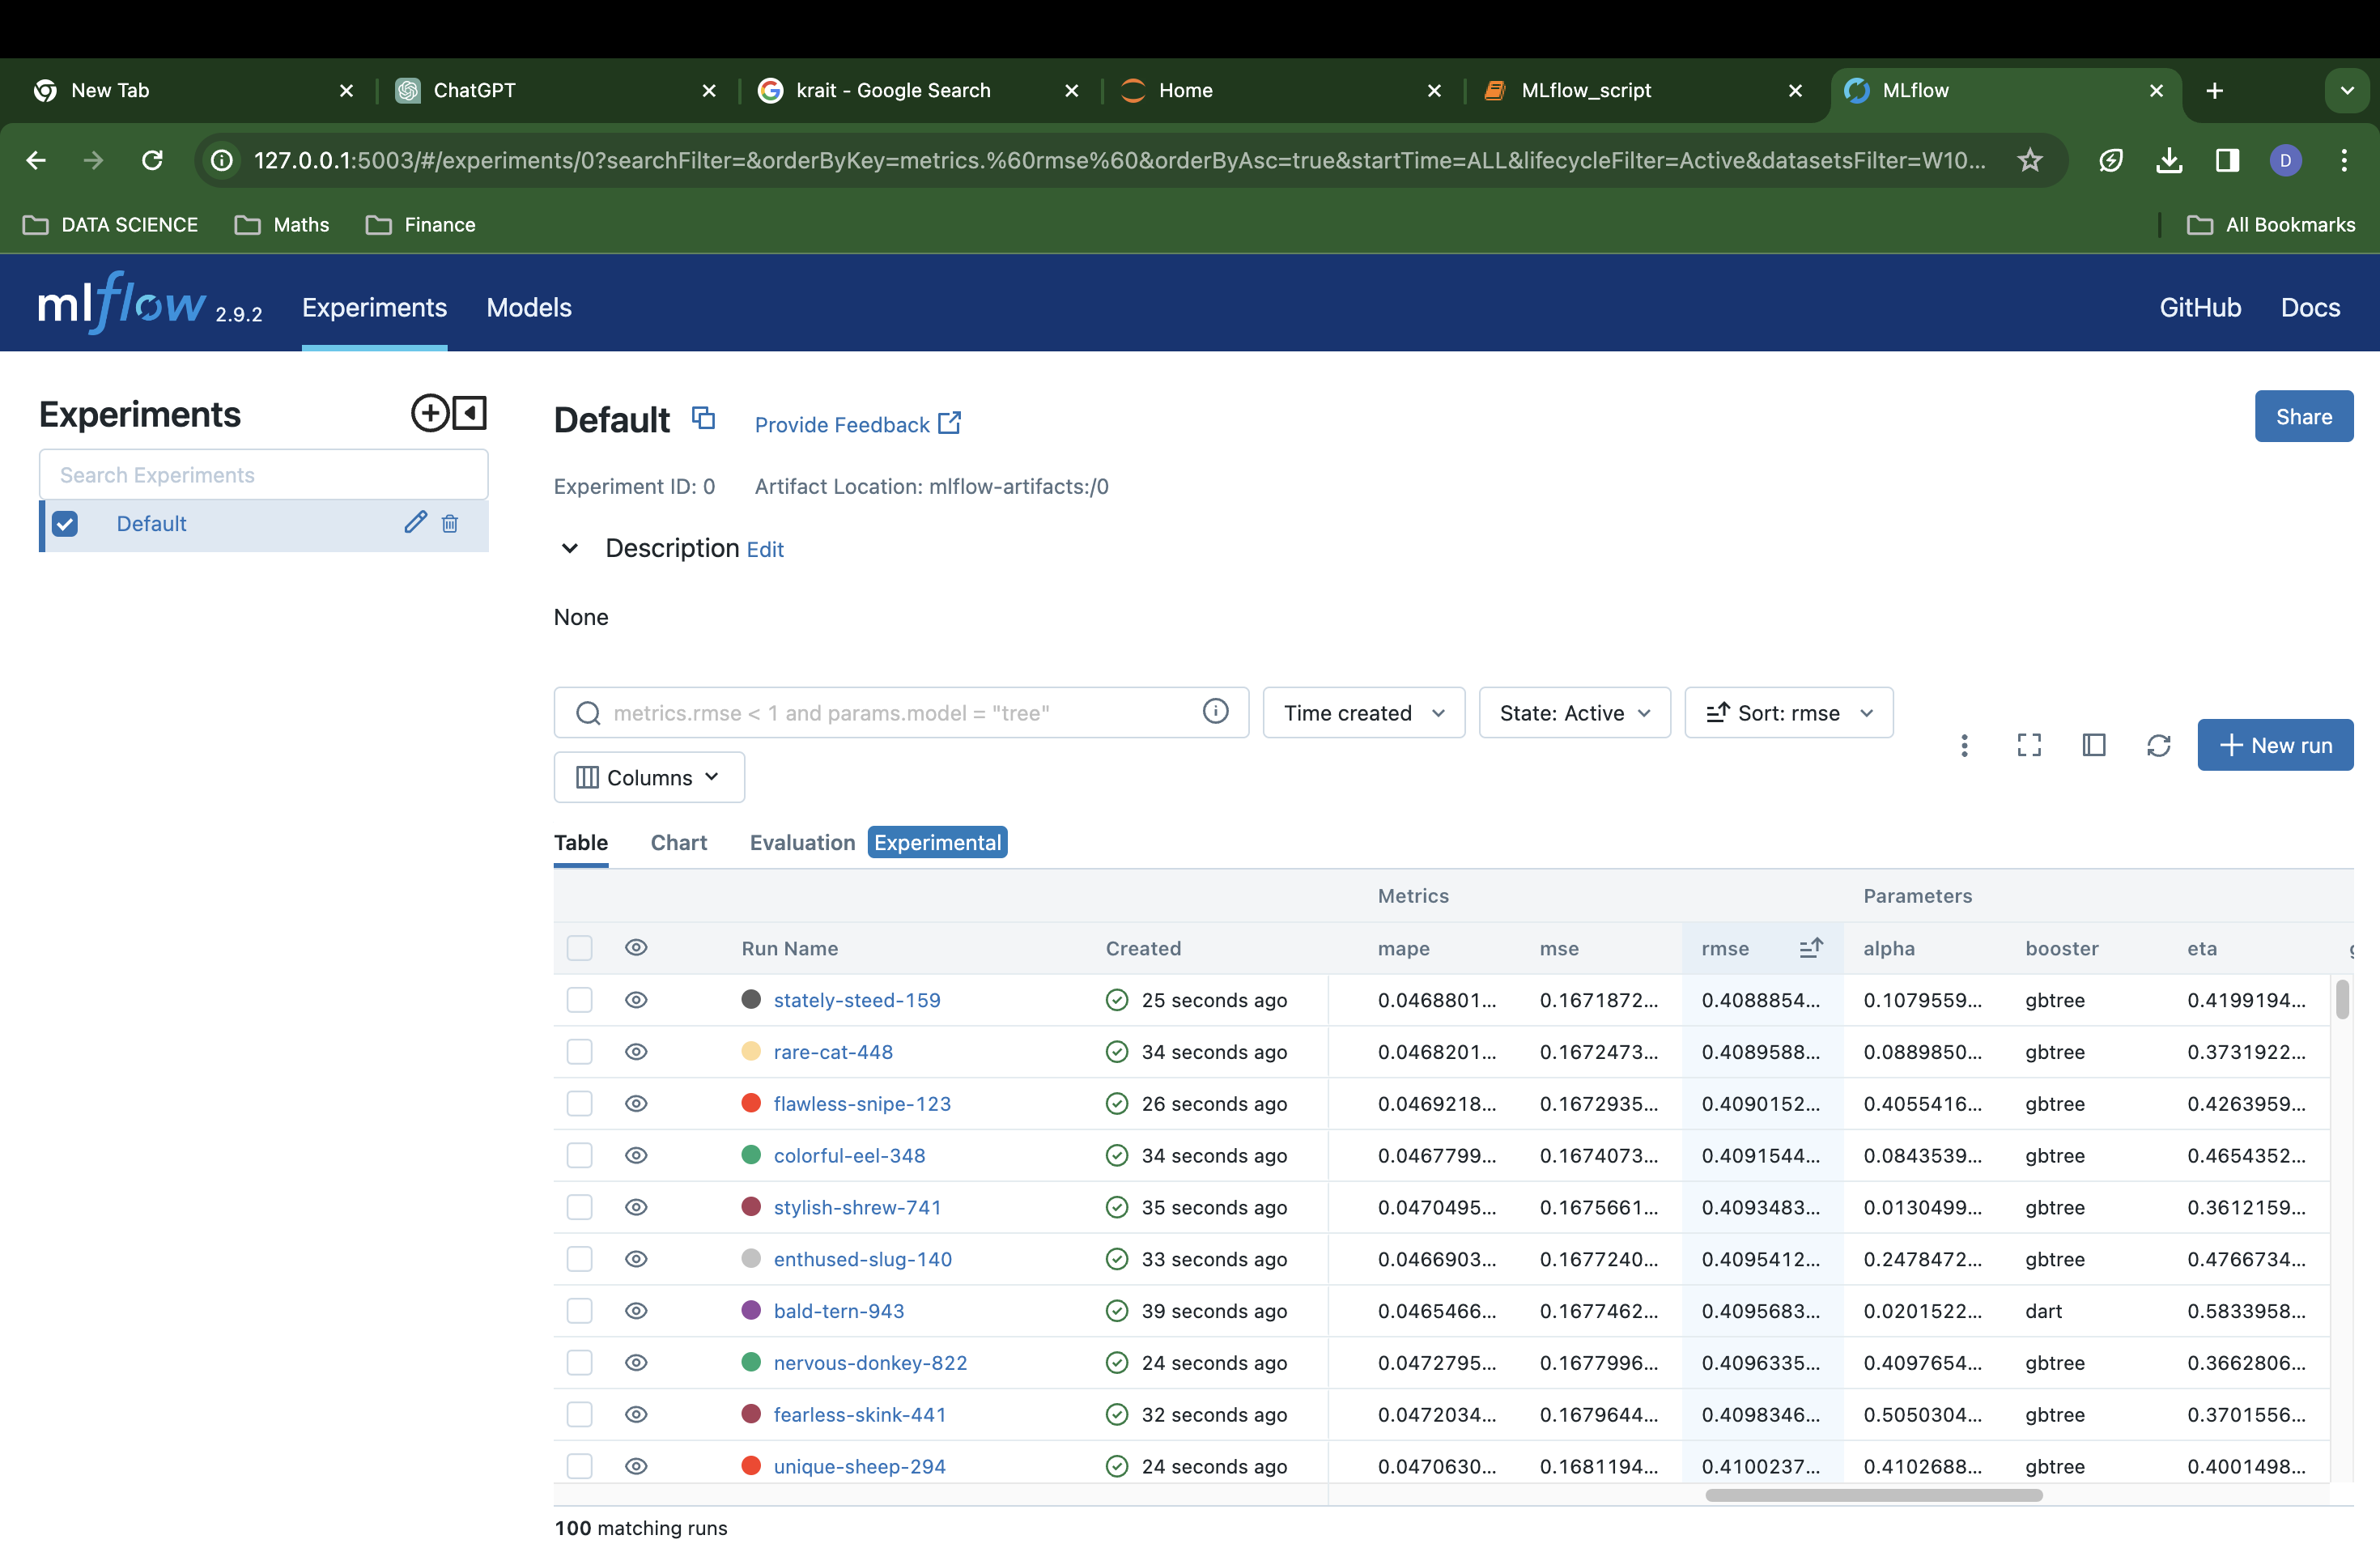 New Tab ChatGPT krait - Google Search Home MLflow_script MLflow
127.0.0.1:5003/#/experiments/0?searchFilter=&orderByKey=metrics.%60rmse%60&orderByAsc=true&startTime=ALL&lifecycleFilter=Active&datasetsFilter=W10... D
DATA SCIENCE Maths Finance All Bookmarks
mlflow 2.9.2 Experiments Models GitHub Docs
Experiments
Search Experiments
Default
Default Provide Feedback Share
Experiment ID: 0 Artifact Location: mlflow-artifacts:/0
Description Edit
None
metrics.rmse < 1 and params.model = "tree" Time created State: Active Sort: rmse
Columns
New run
Table Chart Evaluation Experimental
Metrics Parameters
Run Name Created mape mse rmse alpha booster eta
stately-steed-159 25 seconds ago 0.0468801... 0.1671872... 0.4088854... 0.1079559... gbtree 0.4199194...
rare-cat-448 34 seconds ago 0.0468201... 0.1672473... 0.4089588... 0.0889850... gbtree 0.3731922...
flawless-snipe-123 26 seconds ago 0.0469218... 0.1672935... 0.4090152... 0.4055416... gbtree 0.4263959...
colorful-eel-348 34 seconds ago 0.0467799... 0.1674073... 0.4091544... 0.0843539... gbtree 0.4654352...
stylish-shrew-741 35 seconds ago 0.0470495... 0.1675661... 0.4093483... 0.0130499... gbtree 0.3612159...
enthused-slug-140 33 seconds ago 0.0466903... 0.1677240... 0.4095412... 0.2478472... gbtree 0.4766734...
bald-tern-943 39 seconds ago 0.0465466... 0.1677462... 0.4095683... 0.0201522... dart 0.5833958...
nervous-donkey-822 24 seconds ago 0.0472795... 0.1677996... 0.4096335... 0.4097654... gbtree 0.3662806...
fearless-skink-441 32 seconds ago 0.0472034... 0.1679644... 0.4098346... 0.5050304... gbtree 0.3701556...
unique-sheep-294 24 seconds ago 0.0470630... 0.1681194... 0.4100237... 0.4102688... gbtree 0.4001498...
100 matching runs